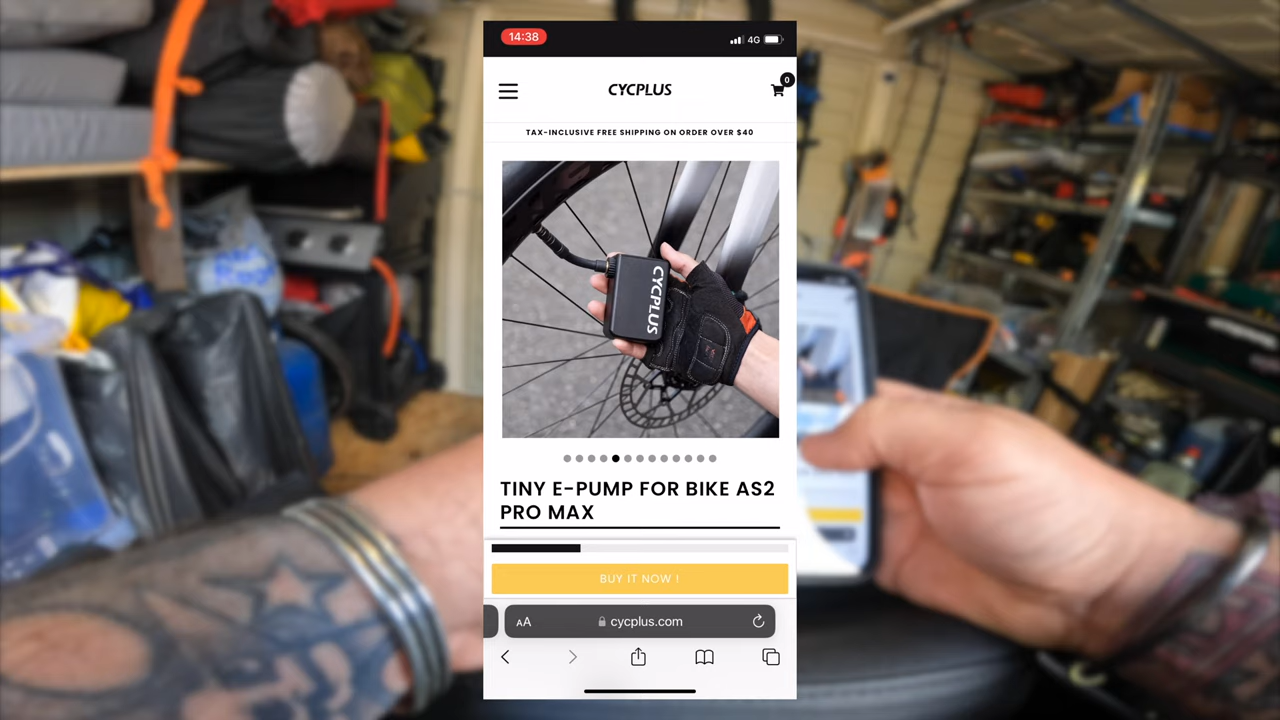 14:38
4G
CYCPLUS
0
TAX-INCLUSIVE FREE SHIPPING ON ORDER OVER $40
CYCPLUS
TINY E-PUMP FOR BIKE AS2
PRO MAX
BUY IT NOW !
AA
cycplus.com